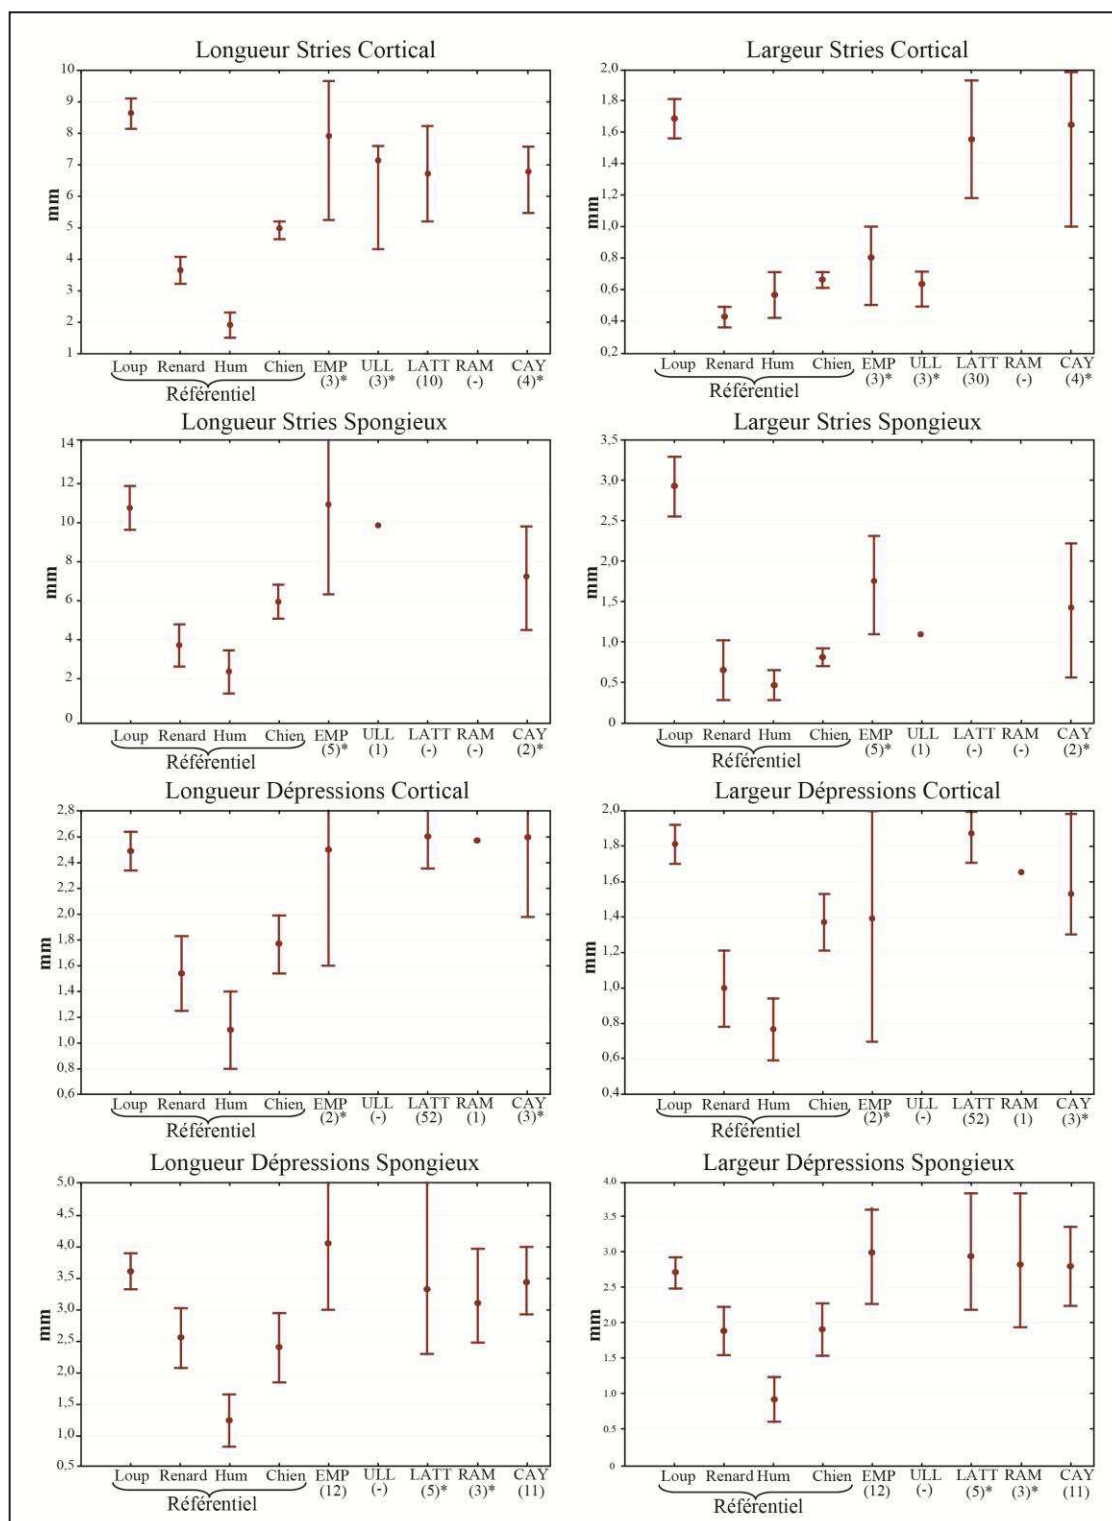 Longueur Stries Cortical
10
9
8
7
6
5
4
3
2
1
mm
Loup Renard Hum Chien EMP ULL LATT RAM CAY
(3)* (3)* (10) (-) (4)*
Référentiel
Largeur Stries Cortical
2,0
1,8
1,6
1,4
1,2
1,0
0,8
0,6
0,4
0,2
mm
Loup Renard Hum Chien EMP ULL LATT RAM CAY
(3)* (3)* (30) (-) (4)*
Référentiel
Longueur Stries Spongieux
14
12
10
8
6
4
2
0
mm
Loup Renard Hum Chien EMP ULL LATT RAM CAY
(5)* (1) (-) (-) (2)*
Référentiel
Largeur Stries Spongieux
3,5
3,0
2,5
2,0
1,5
1,0
0,5
0
mm
Loup Renard Hum Chien EMP ULL LATT RAM CAY
(5)* (1) (-) (-) (2)*
Référentiel
Longueur Dépressions Cortical
2,8
2,6
2,4
2,2
2,0
1,8
1,6
1,4
1,2
1,0
0,8
0,6
mm
Loup Renard Hum Chien EMP ULL LATT RAM CAY
(2)* (-) (52) (1) (3)*
Référentiel
Largeur Dépressions Cortical
2,0
1,8
1,6
1,4
1,2
1,0
0,8
0,6
0,4
mm
Loup Renard Hum Chien EMP ULL LATT RAM CAY
(2)* (-) (52) (1) (3)*
Référentiel
Longueur Dépressions Spongieux
5,0
4,5
4,0
3,5
3,0
2,5
2,0
1,5
1,0
0,5
mm
Loup Renard Hum Chien EMP ULL LATT RAM CAY
(12) (-) (5)* (3)* (11)
Référentiel
Largeur Dépressions Spongieux
4.0
3.5
3.0
2.5
2.0
1.5
1.0
0.5
0
mm
Loup Renard Hum Chien EMP ULL LATT RAM CAY
(12) (-) (5)* (3)* (11)
Référentiel